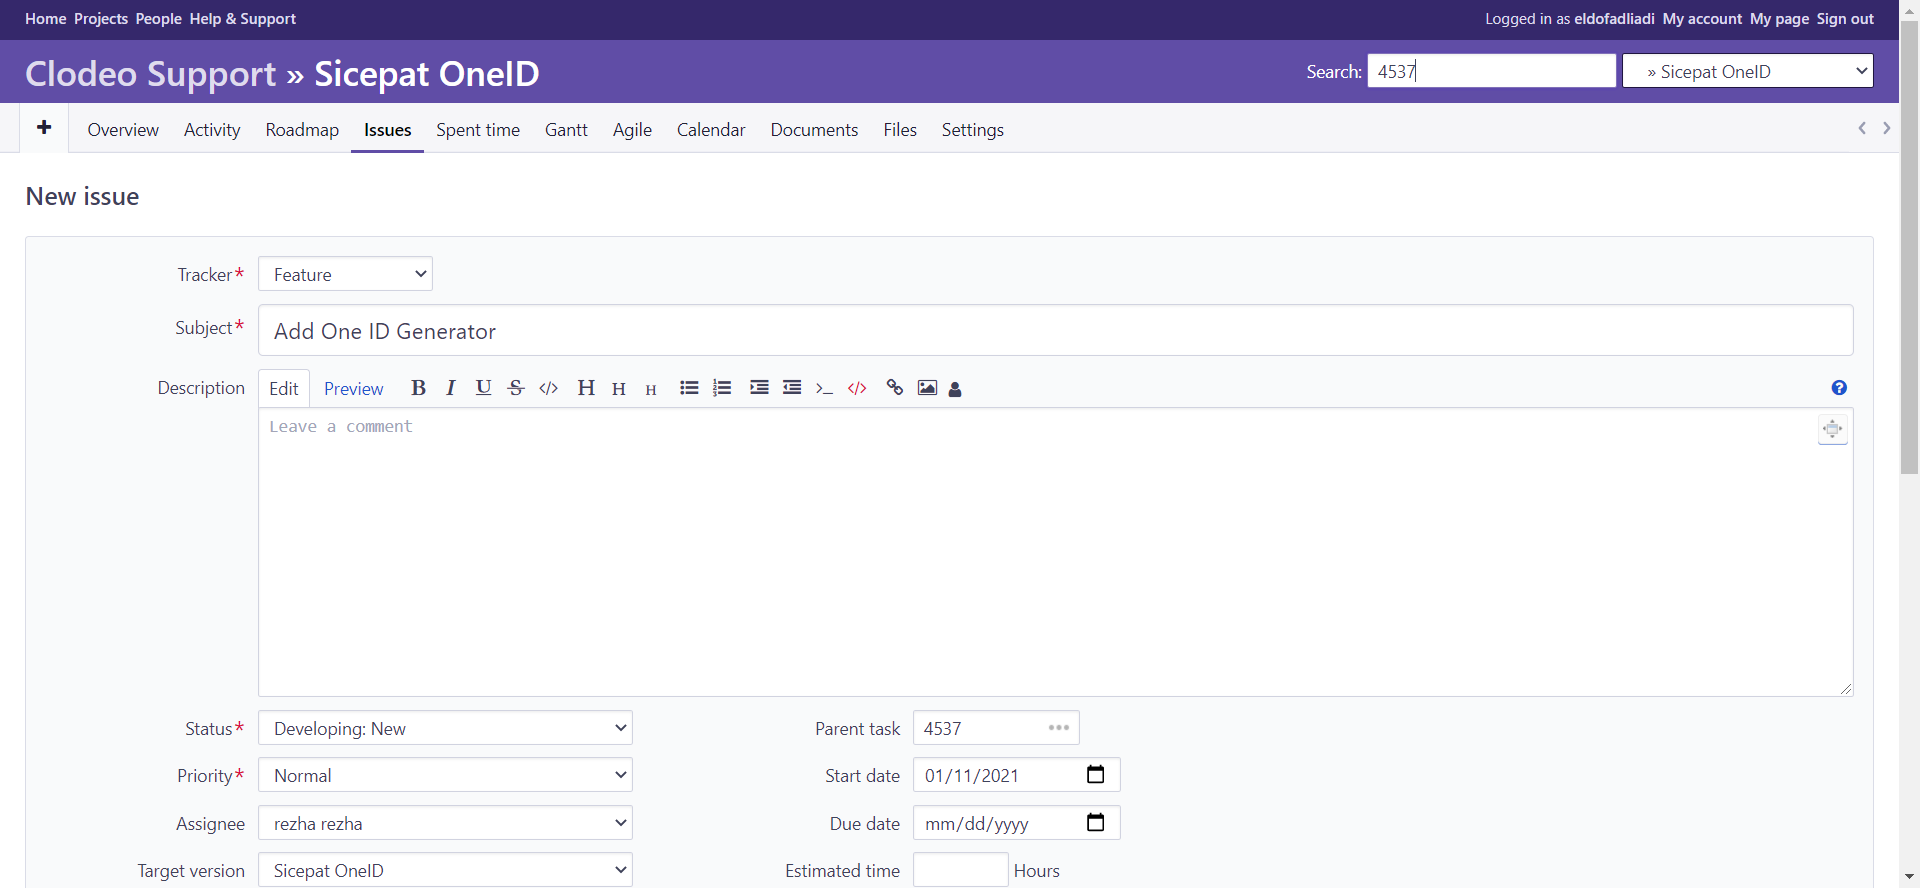 Home Projects People Help & Support
Logged in as eldofadliadi My account My page Sign out
Clodeo Support » Sicepat OneID
Search: 4537
» Sicepat OneID
+ Overview Activity Roadmap Issues Spent time Gantt Agile Calendar Documents Files Settings
New issue
Tracker* Feature
Subject* Add One ID Generator
Description Edit Preview B I U S </> H H H >_ </> ?
Leave a comment
Status* Developing: New
Parent task 4537
Priority* Normal
Start date 01/11/2021
Assignee rezha rezha
Due date mm/dd/yyyy
Target version Sicepat OneID
Estimated time Hours